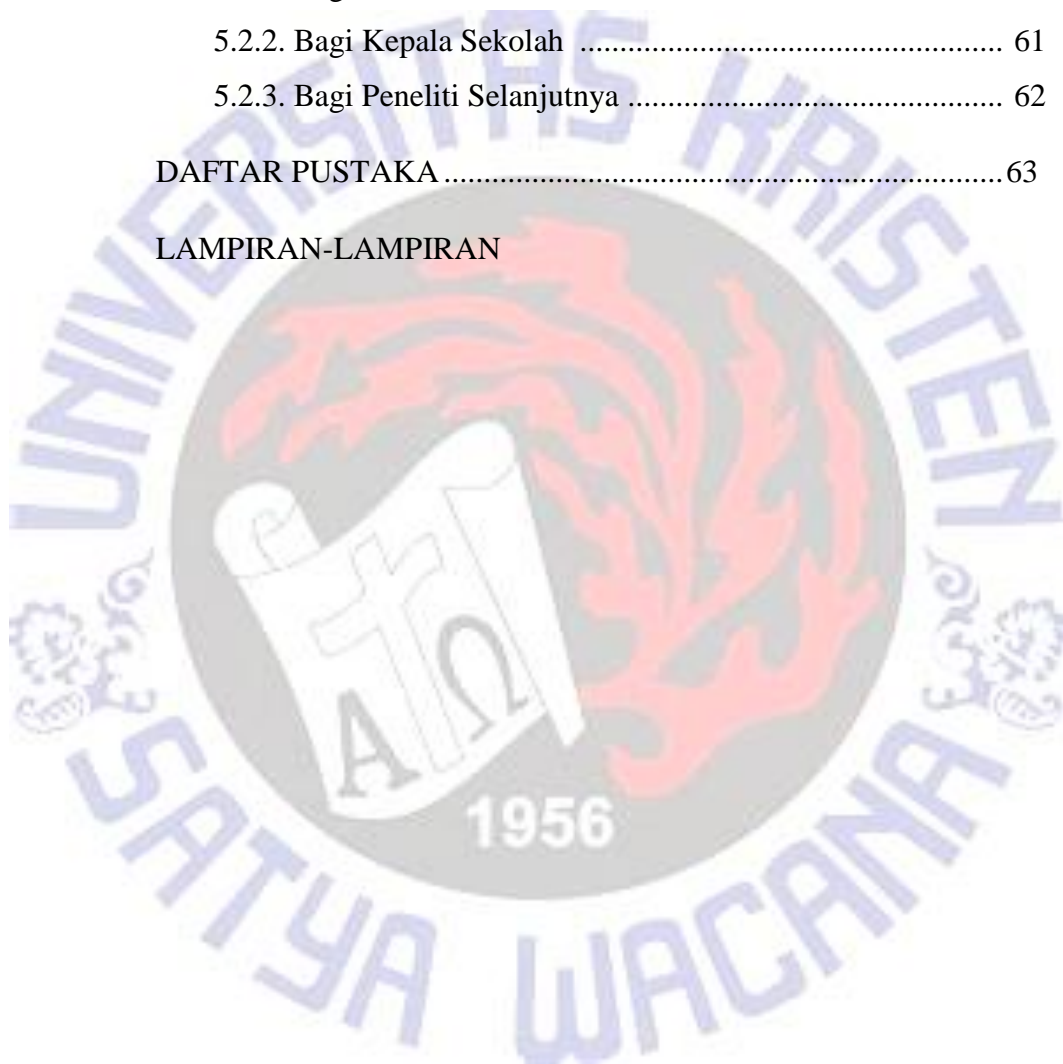 5.2.2. Bagi Kepala Sekolah ..................................................... 61
5.2.3. Bagi Peneliti Selanjutnya ............................................... 62
DAFTAR PUSTAKA ......................................................................63
LAMPIRAN-LAMPIRAN
UNIVERSITAS KRISTEN
Α Ω
1956
SATYA WACANA